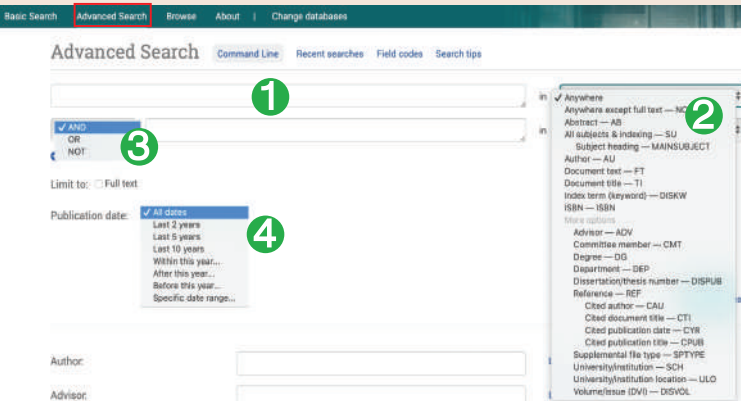 Basic Search Advanced Search Browse About | Change databases
Advanced Search Command Line Recent searches Field codes Search tips
1
in
✓ Anywhere
Anywhere except full text —
2
Abstract — AB
All subjects & indexing — SU
Subject heading — MAINSUBJECT
Author — AU
Document text — FT
Document title — TI
Index term (keyword) — DISKW
ISBN — ISBN
More options
Advisor — ADV
Committee member — CMT
Degree — DG
Department — DEP
Dissertation/thesis number — DISPUB
Reference — REF
Cited author — CAU
Cited document title — CTI
Cited publication date — CYR
Cited publication title — CPUB
Supplemental file type — SPTYPE
University/institution — SCH
University/institution location — ULO
Volume/issue (DVI) — DISVOL
✓ AND
OR
NOT
3
in
Limit to: Full text
Publication date:
✓ All dates
Last 2 years
Last 5 years
Last 10 years
Within this year...
After this year...
Before this year...
Specific date range...
4
Author:
Advisor: